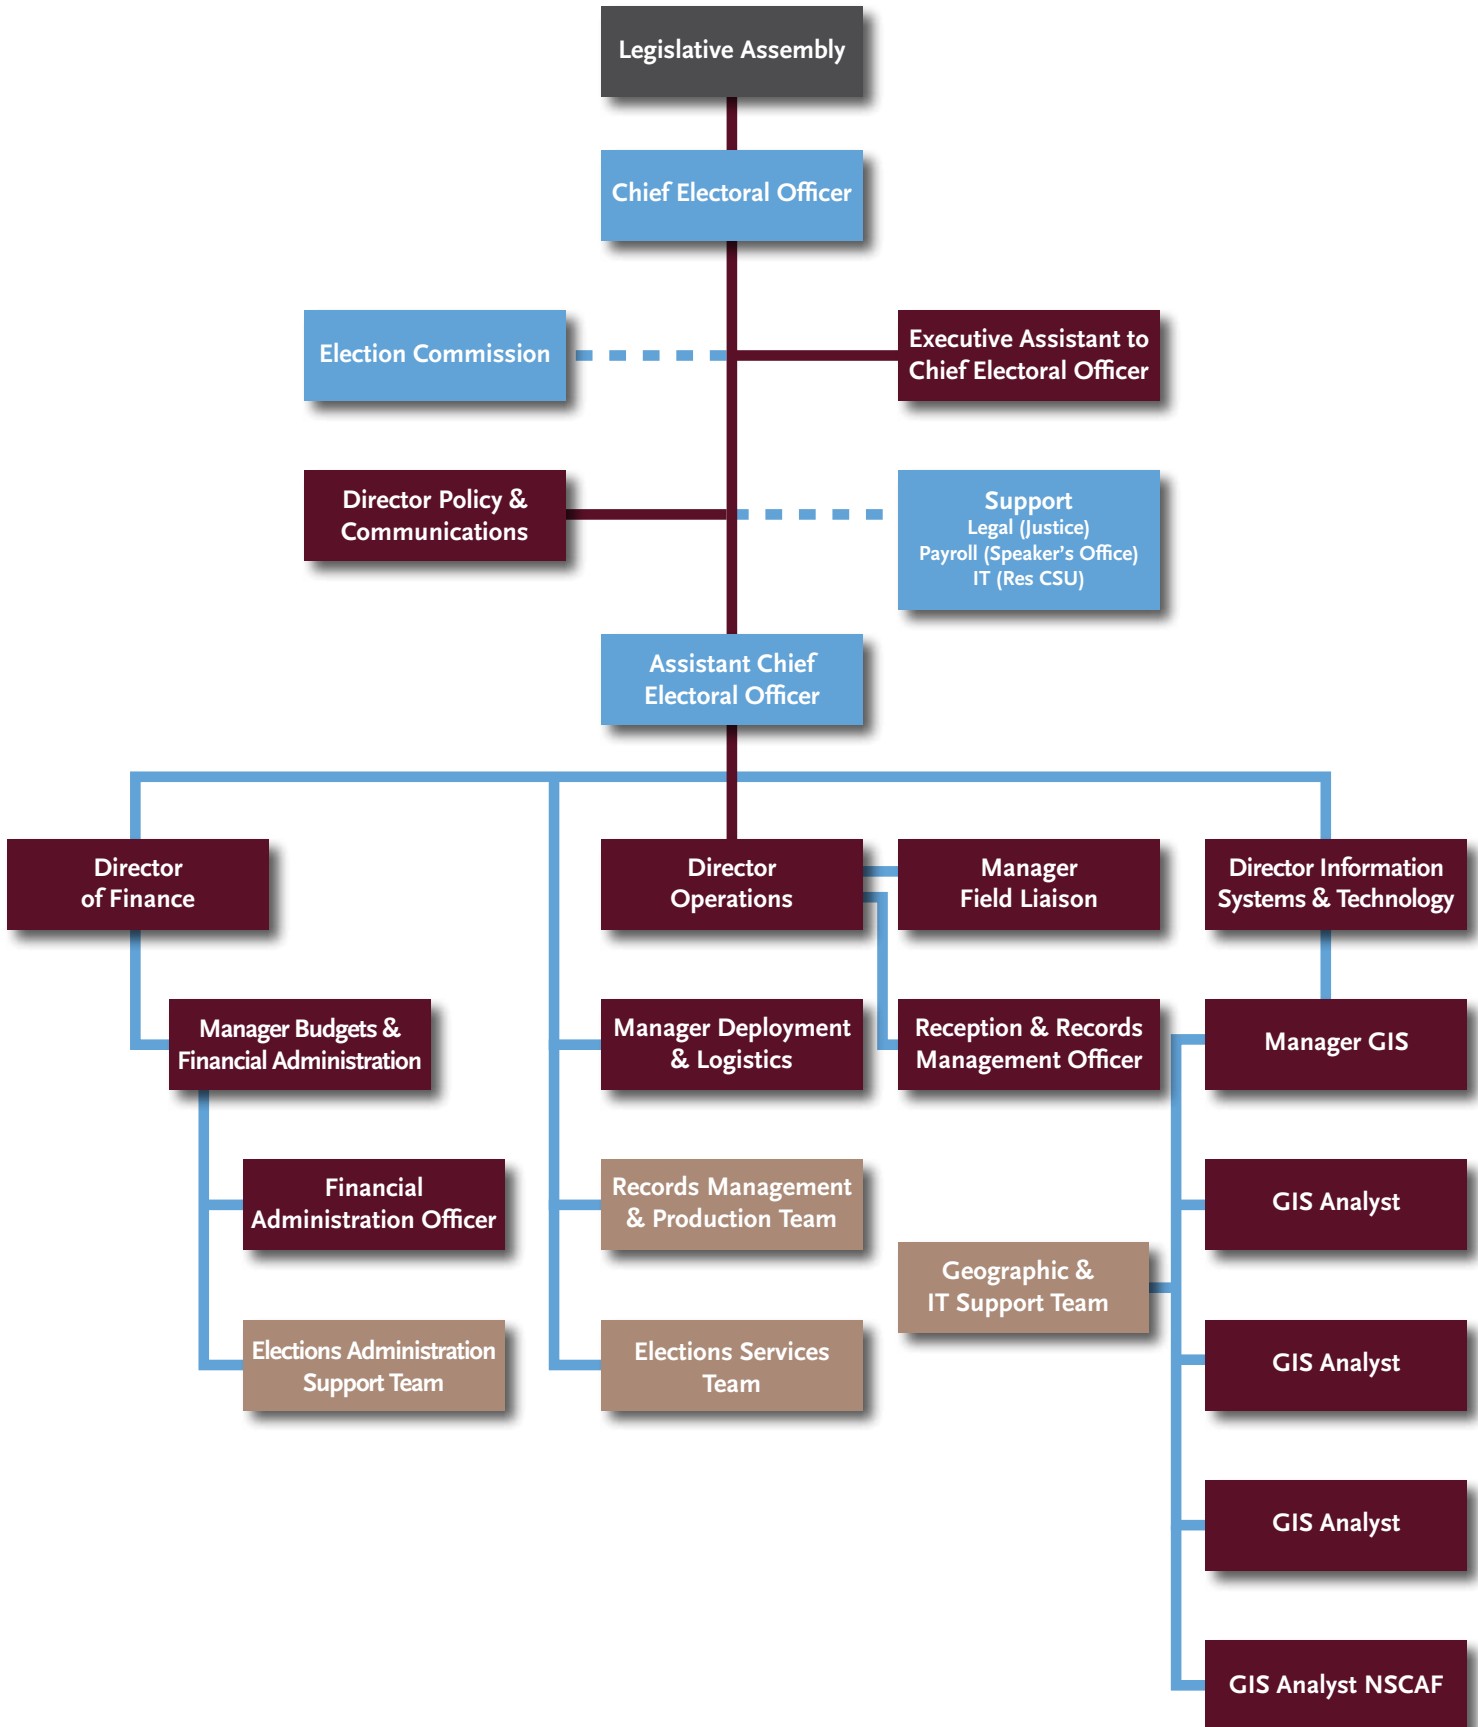 Legislative Assembly
Chief Electoral Officer
Election Commission
Executive Assistant to
Chief Electoral Officer
Director Policy &
Communications
Support
Legal (Justice)
Payroll (Speaker’s Office)
IT (Res CSU)
Assistant Chief
Electoral Officer
Director
of Finance
Director
Operations
Manager
Field Liaison
Director Information
Systems & Technology
Manager Budgets &
Financial Administration
Manager Deployment
& Logistics
Reception & Records
Management Officer
Manager GIS
Financial
Administration Officer
Records Management
& Production Team
GIS Analyst
Geographic &
IT Support Team
Elections Administration
Support Team
Elections Services
Team
GIS Analyst
GIS Analyst
GIS Analyst NSCAF